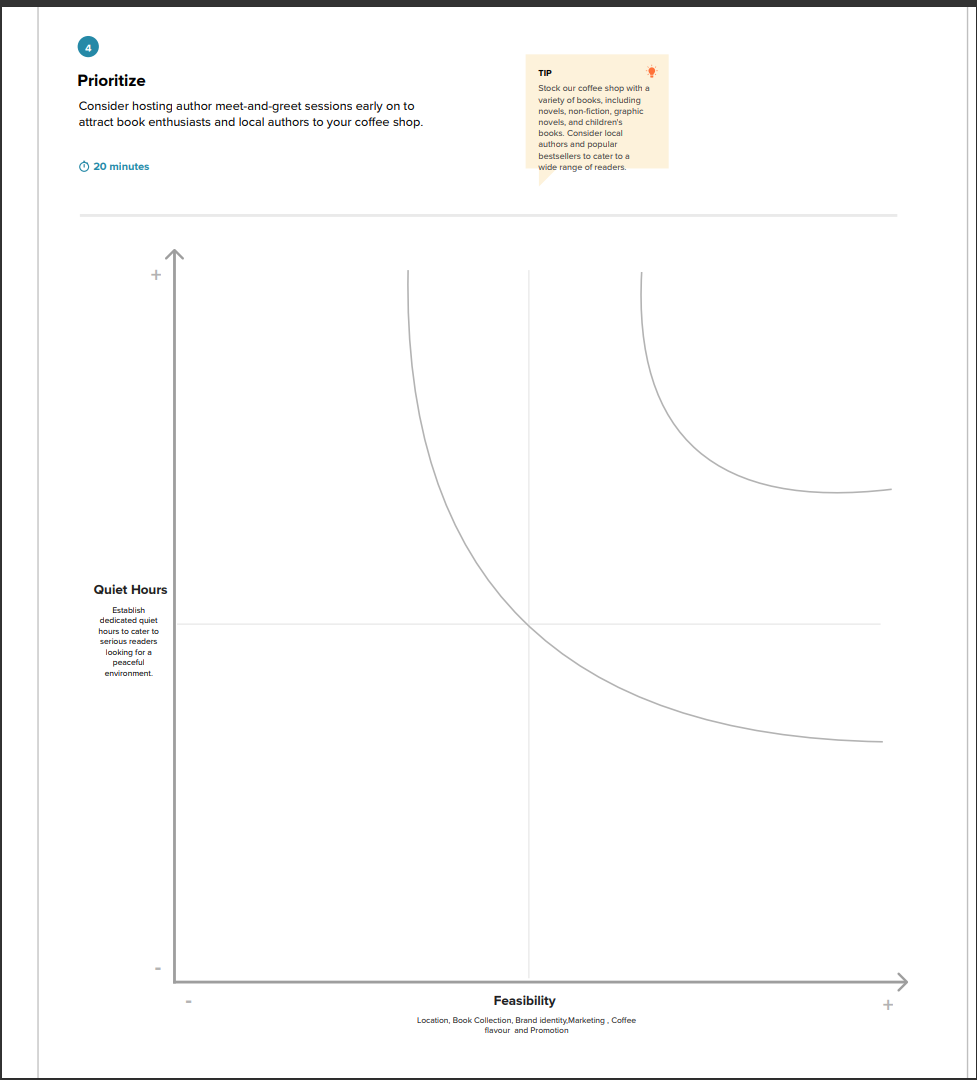 4
Prioritize
Consider hosting author meet-and-greet sessions early on to
attract book enthusiasts and local authors to your coffee shop.
20 minutes
TIP
Stock our coffee shop with a
variety of books, including
novels, non-fiction, graphic
novels, and children's
books. Consider local
authors and popular
bestsellers to cater to a
wide range of readers.
+
Quiet Hours
Establish
dedicated quiet
hours to cater to
serious readers
looking for a
peaceful
environment.
-
-
Feasibility
+
Location, Book Collection, Brand identity,Marketing , Coffee
flavour and Promotion